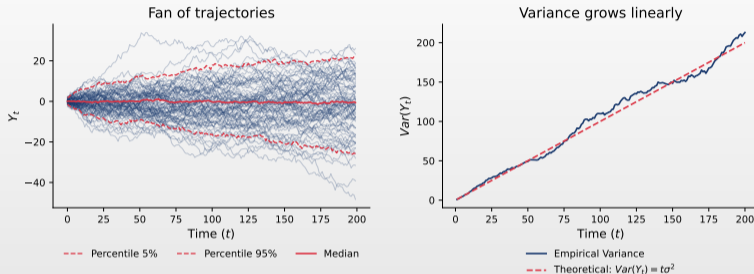 Fan of trajectories
Variance grows linearly
20
0
−20
−40
Y_t
0 25 50 75 100 125 150 175 200
Time (t)
Percentile 5% Percentile 95% Median
200
150
100
50
0
Var(Y_t)
0 25 50 75 100 125 150 175 200
Time (t)
Empirical Variance
Theoretical: Var(Y_t) = tσ²